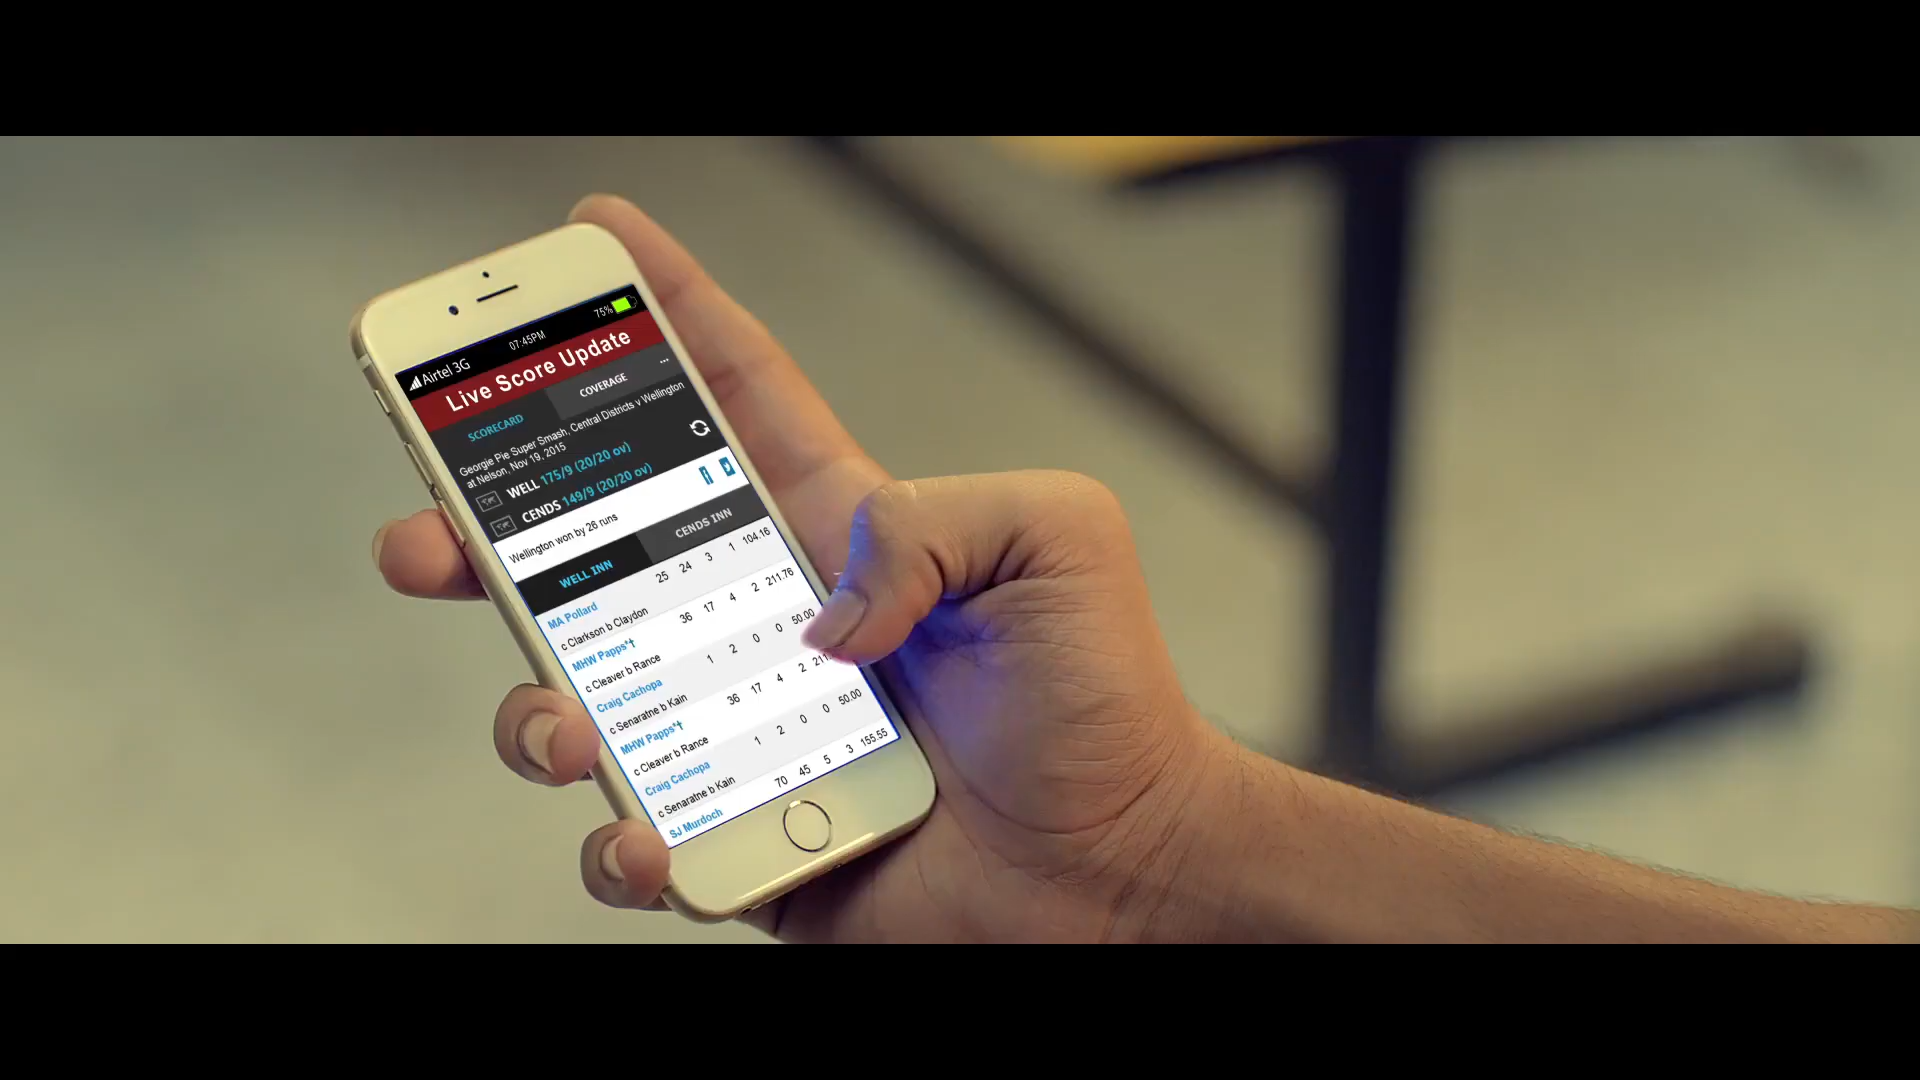 Airtel 3G 07:45PM 75%
Live Score Update
SCORECARD COVERAGE ...
Georgie Pie Super Smash, Central Districts v Wellington
at Nelson, Nov 19, 2015
WELL 175/9 (20/20 ov)
CENDS 149/9 (20/20 ov)
Wellington won by 26 runs
WELL INN CENDS INN
MA Pollard 25 24 3 1 104.16
c Clarkson b Claydon
MHW Papps*† 36 17 4 2 211.76
c Cleaver b Rance
Craig Cachopa 1 2 0 0 50.00
c Senaratne b Kain
MHW Papps*† 36 17 4 2
c Cleaver b Rance
Craig Cachopa 1 2 0 0 50.00
c Senaratne b Kain
SJ Murdoch 70 45 5 3 155.55